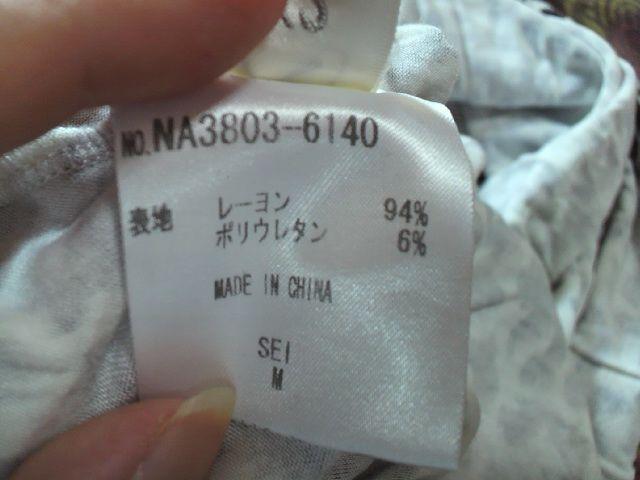 NO.NA3803-6140
表地 レーヨン 94%
ポリウレタン 6%
MADE IN CHINA
SEI
M